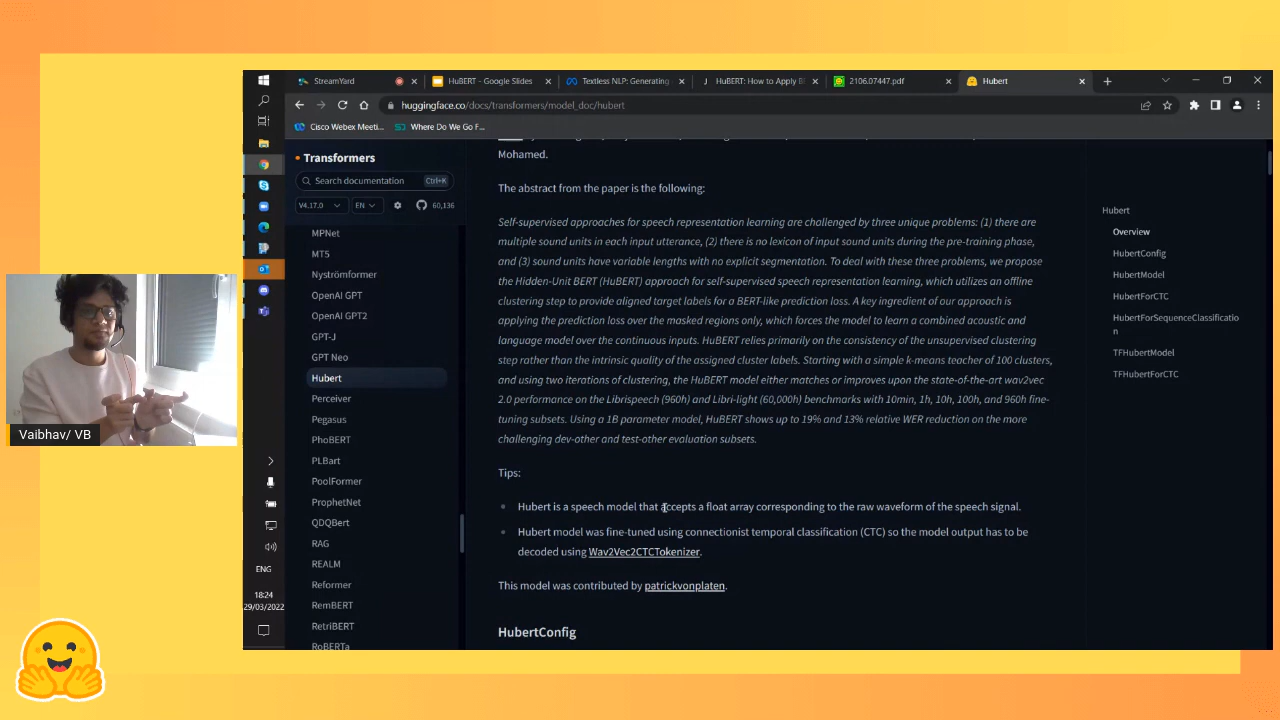 StreamYard
HuBERT - Google Slides
Textless NLP: Generating
HuBERT: How to Apply B
2106.07447.pdf
Hubert
huggingface.co/docs/transformers/model_doc/hubert
Cisco Webex Meeti...
Where Do We Go F...
Transformers
Search documentation
Ctrl+K
V4.17.0
EN
60,136
MPNet
MT5
Nyströmformer
OpenAI GPT
OpenAI GPT2
GPT-J
GPT Neo
Hubert
Perceiver
Pegasus
PhoBERT
PLBart
PoolFormer
ProphetNet
QDQBert
RAG
REALM
Reformer
RemBERT
RetriBERT
RoBERTa
Mohamed.
The abstract from the paper is the following:
Self-supervised approaches for speech representation learning are challenged by three unique problems: (1) there are
multiple sound units in each input utterance, (2) there is no lexicon of input sound units during the pre-training phase,
and (3) sound units have variable lengths with no explicit segmentation. To deal with these three problems, we propose
the Hidden-Unit BERT (HuBERT) approach for self-supervised speech representation learning, which utilizes an offline
clustering step to provide aligned target labels for a BERT-like prediction loss. A key ingredient of our approach is
applying the prediction loss over the masked regions only, which forces the model to learn a combined acoustic and
language model over the continuous inputs. HuBERT relies primarily on the consistency of the unsupervised clustering
step rather than the intrinsic quality of the assigned cluster labels. Starting with a simple k-means teacher of 100 clusters,
and using two iterations of clustering, the HuBERT model either matches or improves upon the state-of-the-art wav2vec
2.0 performance on the Librispeech (960h) and Libri-light (60,000h) benchmarks with 10min, 1h, 10h, 100h, and 960h fine-
tuning subsets. Using a 1B parameter model, HuBERT shows up to 19% and 13% relative WER reduction on the more
challenging dev-other and test-other evaluation subsets.
Tips:
Hubert is a speech model that accepts a float array corresponding to the raw waveform of the speech signal.
Hubert model was fine-tuned using connectionist temporal classification (CTC) so the model output has to be
decoded using Wav2Vec2CTCTokenizer.
This model was contributed by patrickvonplaten.
HubertConfig
Hubert
Overview
HubertConfig
HubertModel
HubertForCTC
HubertForSequenceClassificatio
n
TFHubertModel
TFHubertForCTC
ENG
18:24
29/03/2022
Vaibhav/ VB